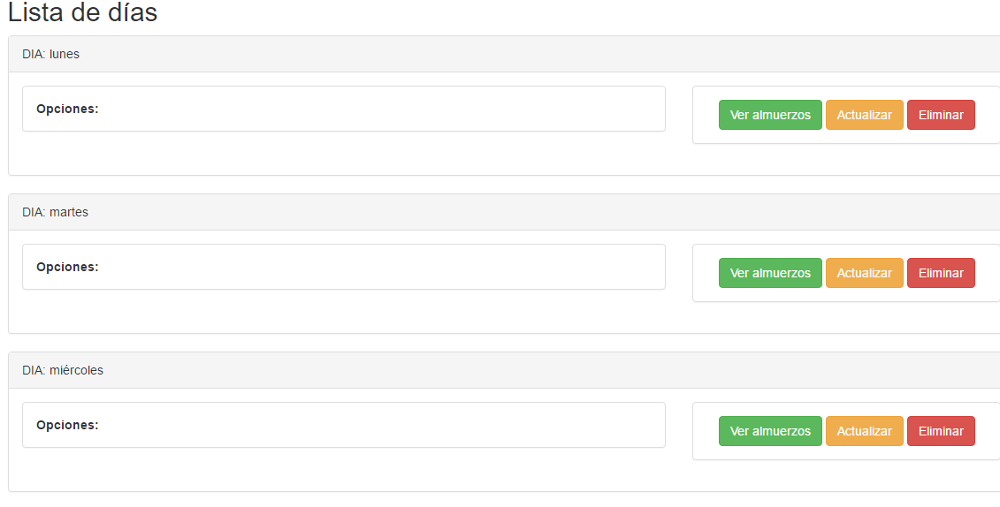 Lista de días
DIA: lunes
Opciones:
Ver almuerzos Actualizar Eliminar
DIA: martes
Opciones:
Ver almuerzos Actualizar Eliminar
DIA: miércoles
Opciones:
Ver almuerzos Actualizar Eliminar